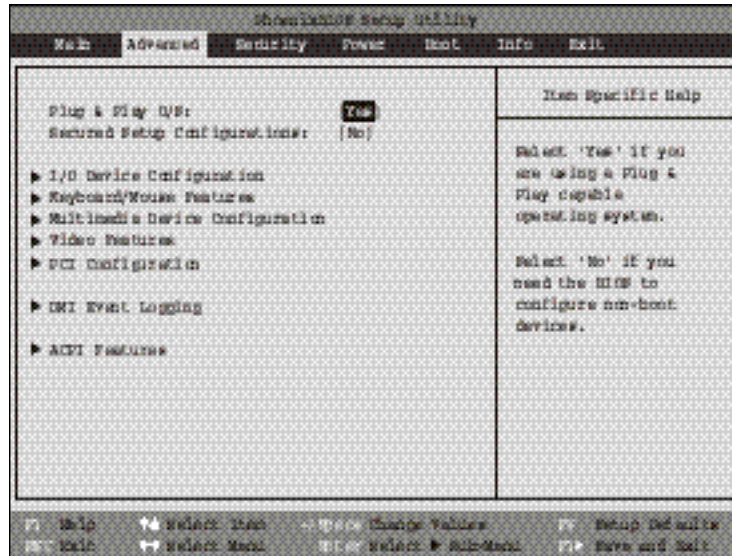 PhoenixBIOS Setup Utility
Main Advanced Security Power Boot Info Exit
Plug & Play O/S: [Yes]
Secured Setup Configurations: [No]
▶ I/O Device Configuration
▶ Keyboard/Mouse Features
▶ Multimedia Device Configuration
▶ Video Features
▶ PCI Configuration
▶ DMI Event Logging
▶ ACPI Features
Item Specific Help
Select 'Yes' if you
are using a Plug &
Play capable
operating system.
Select 'No' if you
need the BIOS to
configure non-boot
devices.
F1 Help Select Item -/Space Change Values Setup Defaults
ESC Exit Select Menu Enter Select ▶ Sub-Menu Save and Exit